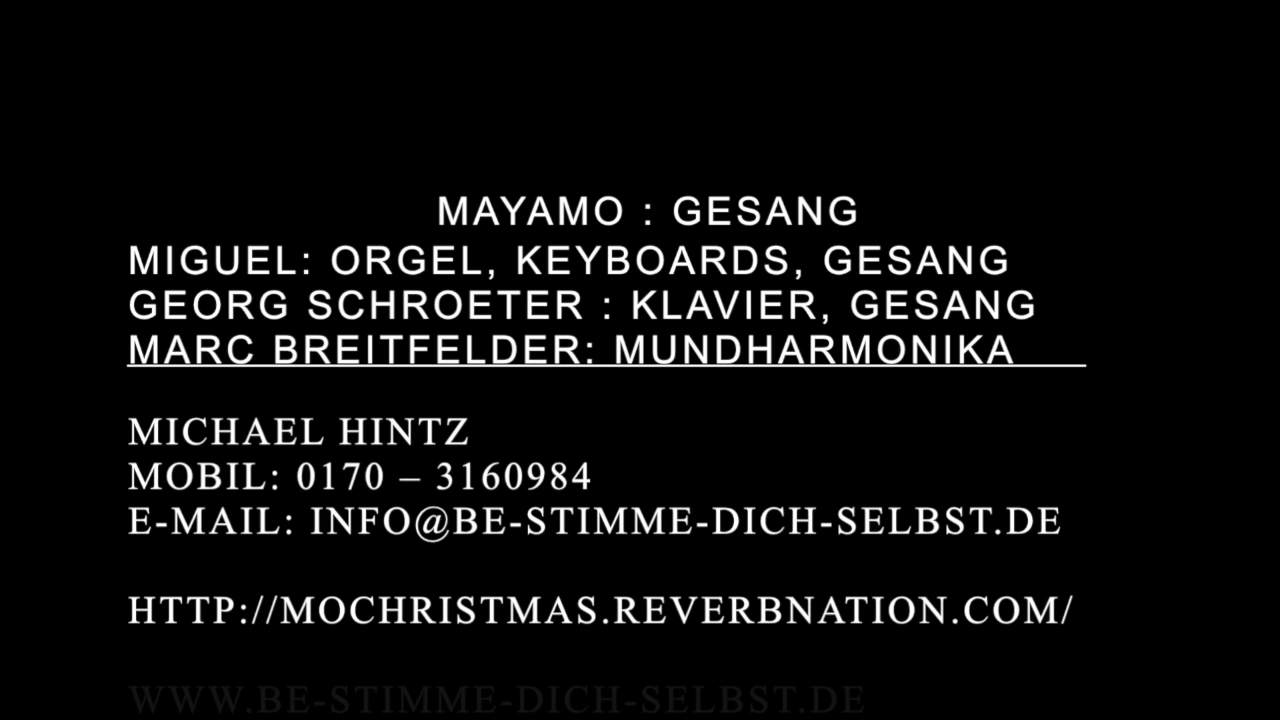 MAYAMO : GESANG
MIGUEL: ORGEL, KEYBOARDS, GESANG
GEORG SCHROETER : KLAVIER, GESANG
MARC BREITFELDER: MUNDHARMONIKA
MICHAEL HINTZ
MOBIL: 0170 – 3160984
E-MAIL: INFO@BE-STIMME-DICH-SELBST.DE
HTTP://MOCHRISTMAS.REVERBNATION.COM/
WWW.BE-STIMME-DICH-SELBST.DE